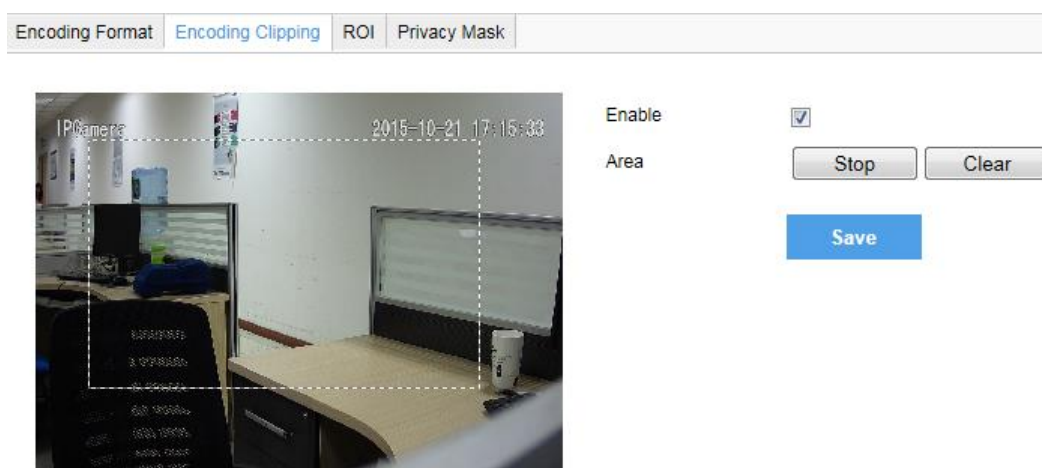 Encoding Format Encoding Clipping ROI Privacy Mask
IPCamera 2015-10-21 17:15:33
Enable
Area Stop Clear
Save